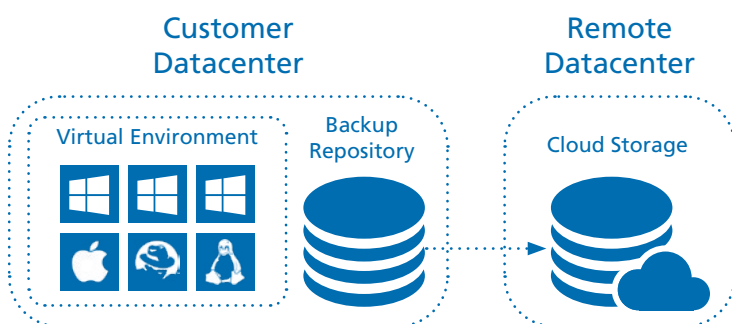 Customer
Datacenter
Remote
Datacenter
Virtual Environment
Backup
Repository
Cloud Storage